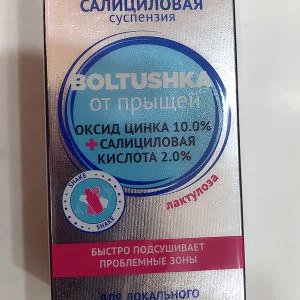 САЛИЦИЛОВАЯ
суспензия
BOLTUSHKA
от прыщей
ОКСИД ЦИНКА 10.0%
+САЛИЦИЛОВАЯ
КИСЛОТА 2.0%
лактулоза
SHAKE
SHAKE
БЫСТРО ПОДСУШИВАЕТ
ПРОБЛЕМНЫЕ ЗОНЫ
ДЛЯ ЛОКАЛЬНОГО